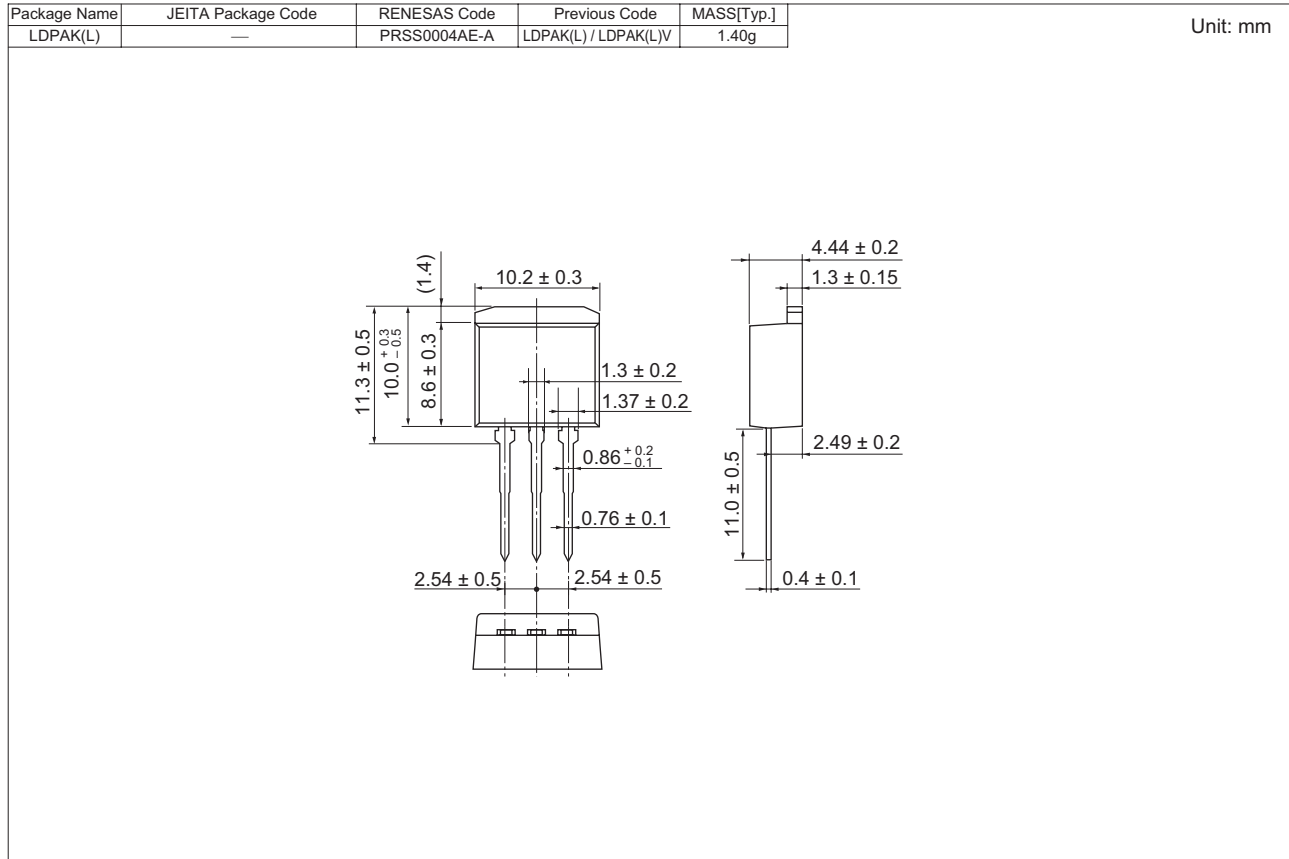 Package Name JEITA Package Code RENESAS Code Previous Code MASS[Typ.]
LDPAK(L) — PRSS0004AE-A LDPAK(L) / LDPAK(L)V 1.40g
Unit: mm
4.44 ± 0.2
(1.4)
10.2 ± 0.3
1.3 ± 0.15
11.3 ± 0.5
10.0 + 0.3 – 0.5
8.6 ± 0.3
1.3 ± 0.2
1.37 ± 0.2
2.49 ± 0.2
0.86 + 0.2 – 0.1
11.0 ± 0.5
0.76 ± 0.1
2.54 ± 0.5 2.54 ± 0.5
0.4 ± 0.1